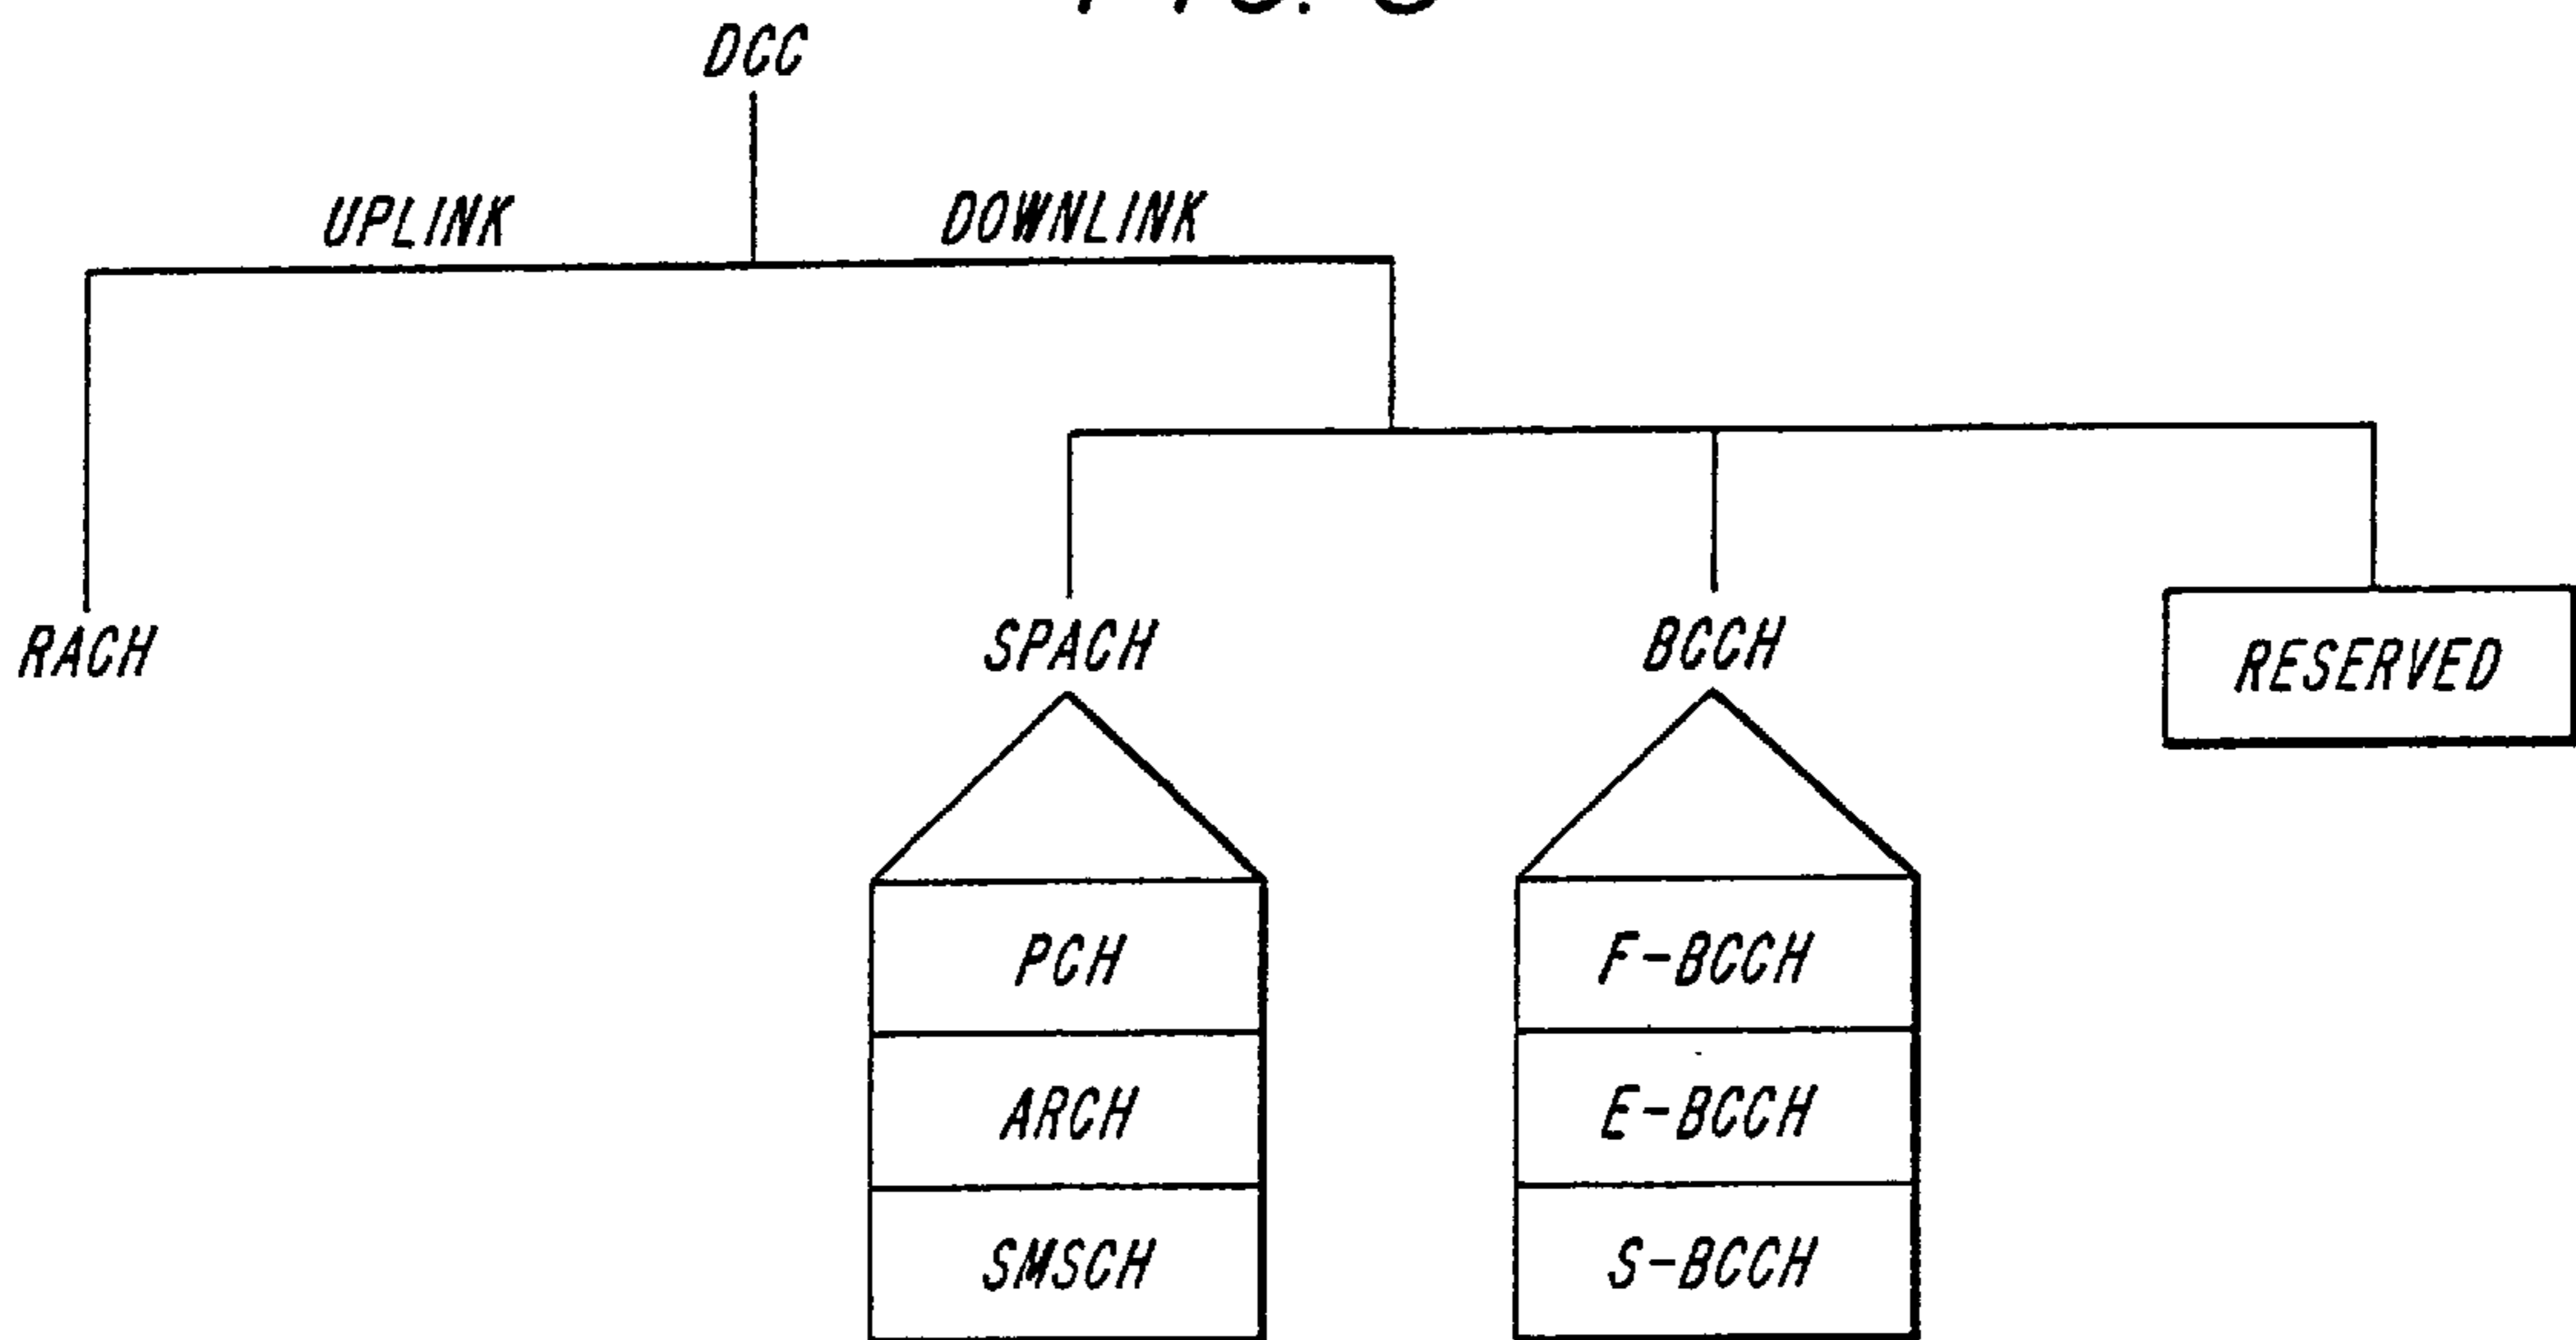 DCC
UPLINK
DOWNLINK
RACH
SPACH
BCCH
RESERVED
PCH
ARCH
SMSCH
F-BCCH
E-BCCH
S-BCCH